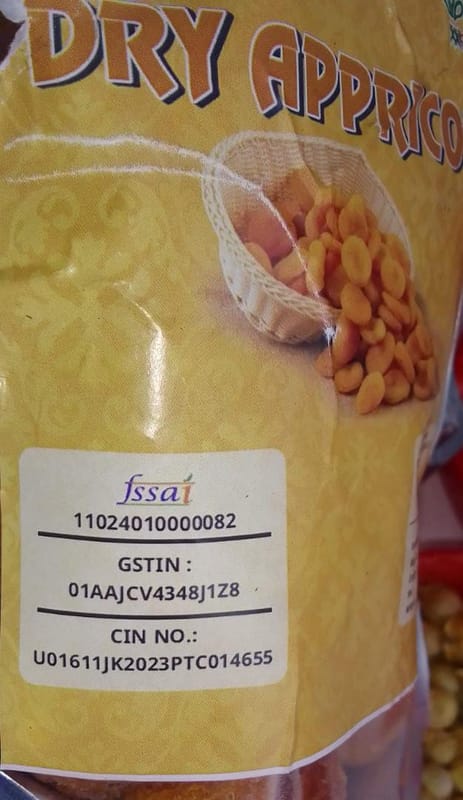 DRY APPRICO
fssai
11024010000082
GSTIN :
01AAJCV4348J1Z8
CIN NO.:
U01611JK2023PTC014655